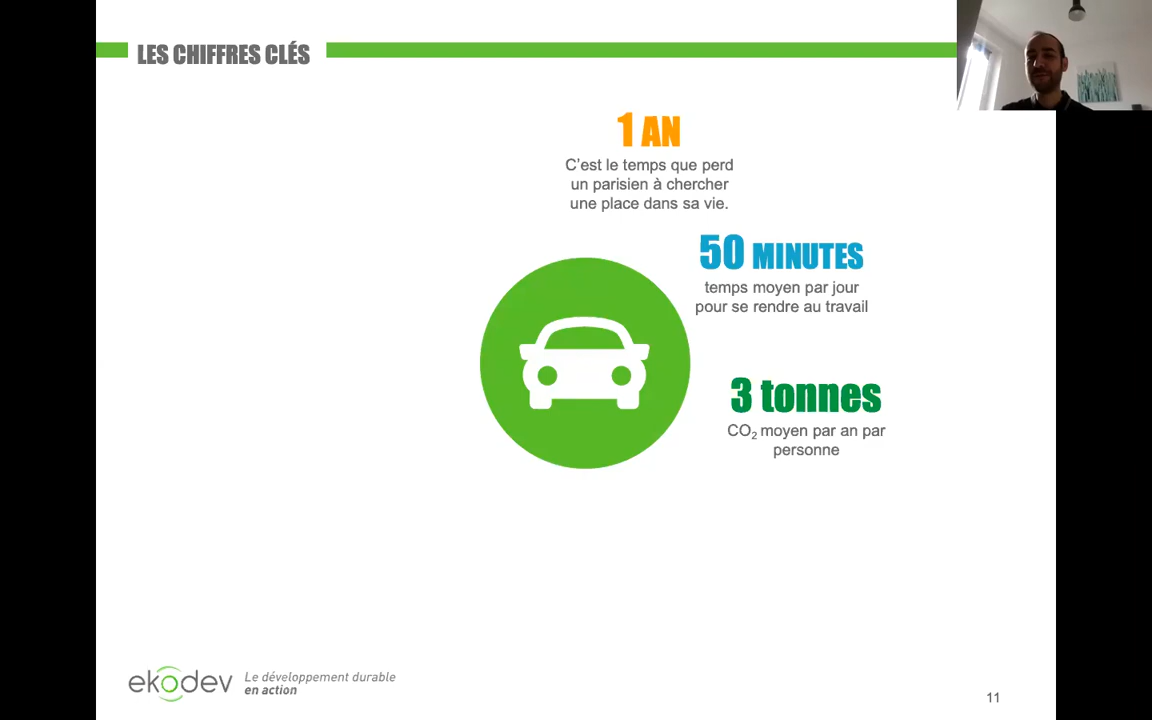 LES CHIFFRES CLÉS
1 AN
C'est le temps que perd
un parisien à chercher
une place dans sa vie.
50 MINUTES
temps moyen par jour
pour se rendre au travail
3 tonnes
CO₂ moyen par an par
personne
ekodev
Le développement durable
en action
11